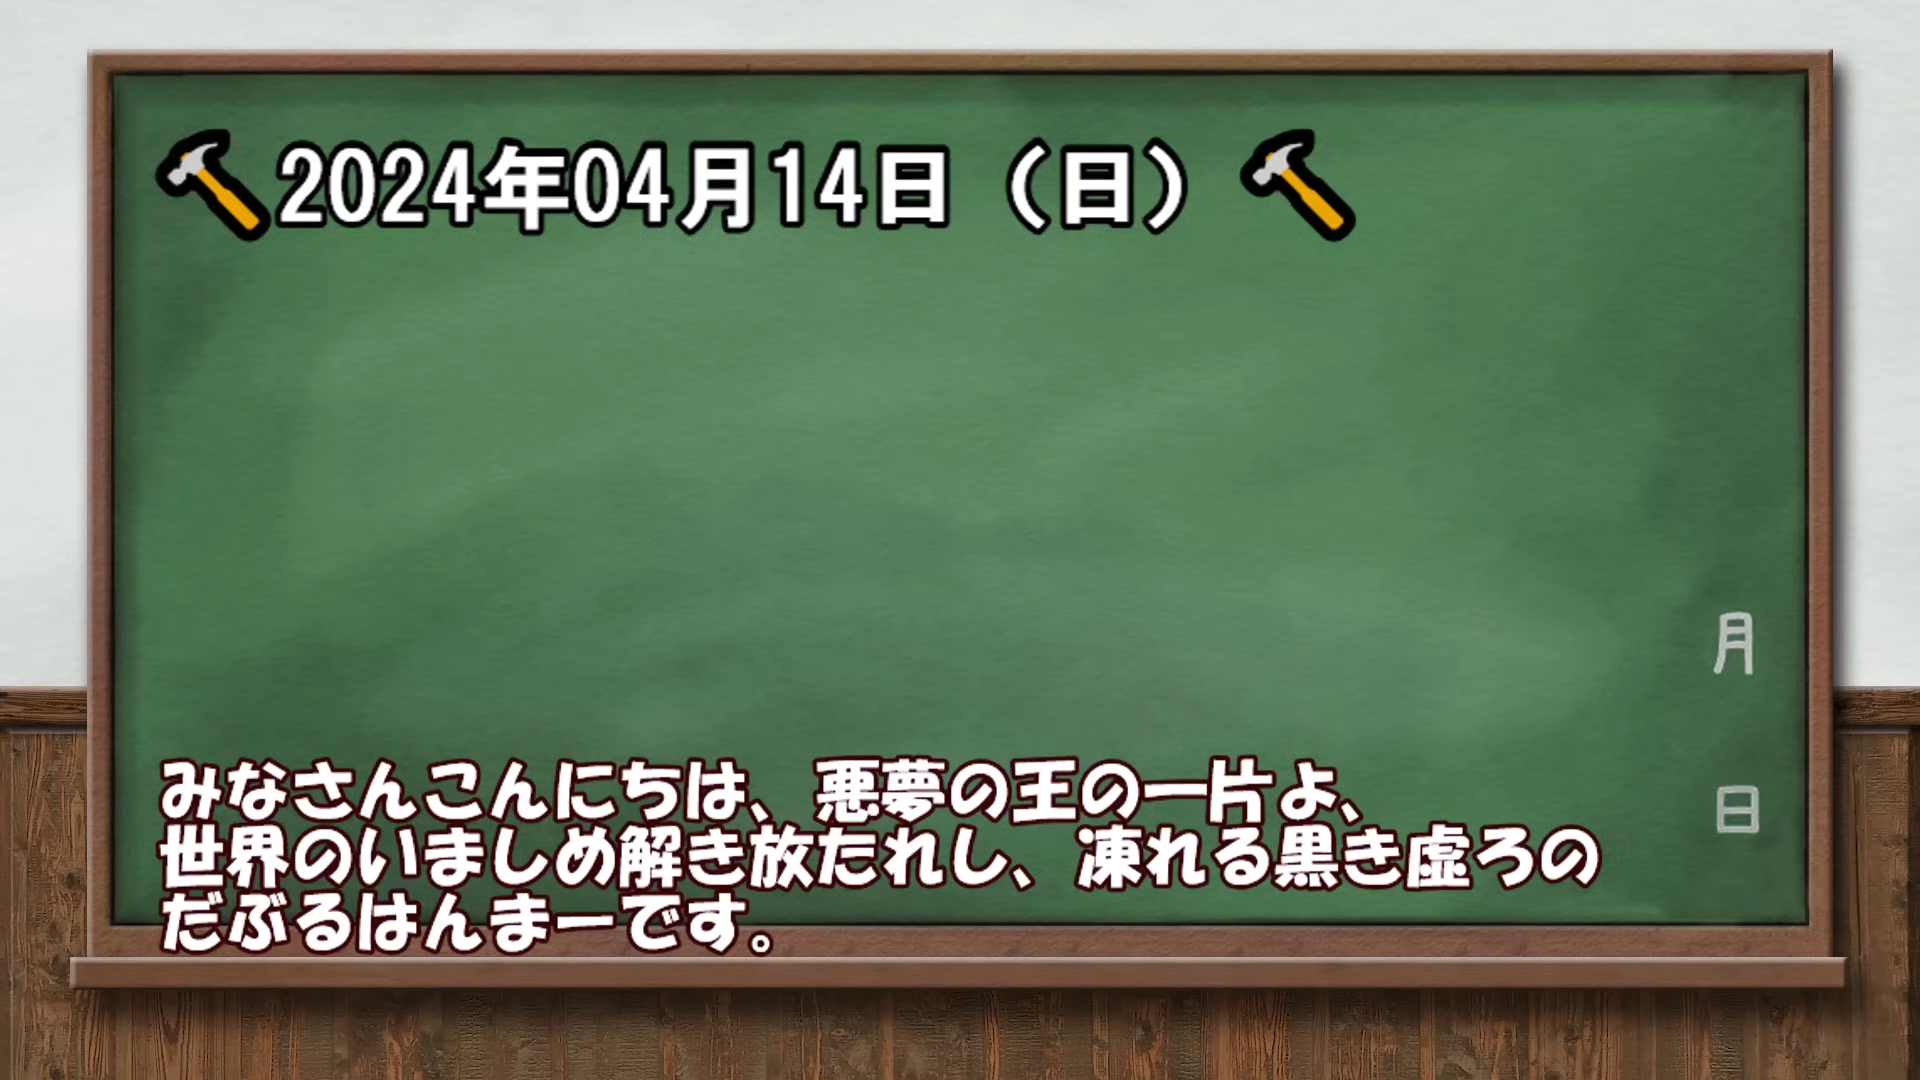 🔨2024年04月14日（日）🔨
月
日
みなさんこんにちは、悪夢の王の一片よ、
世界のいましめ解き放たれし、凍れる黒き虚ろの
だぶるはんまーです。